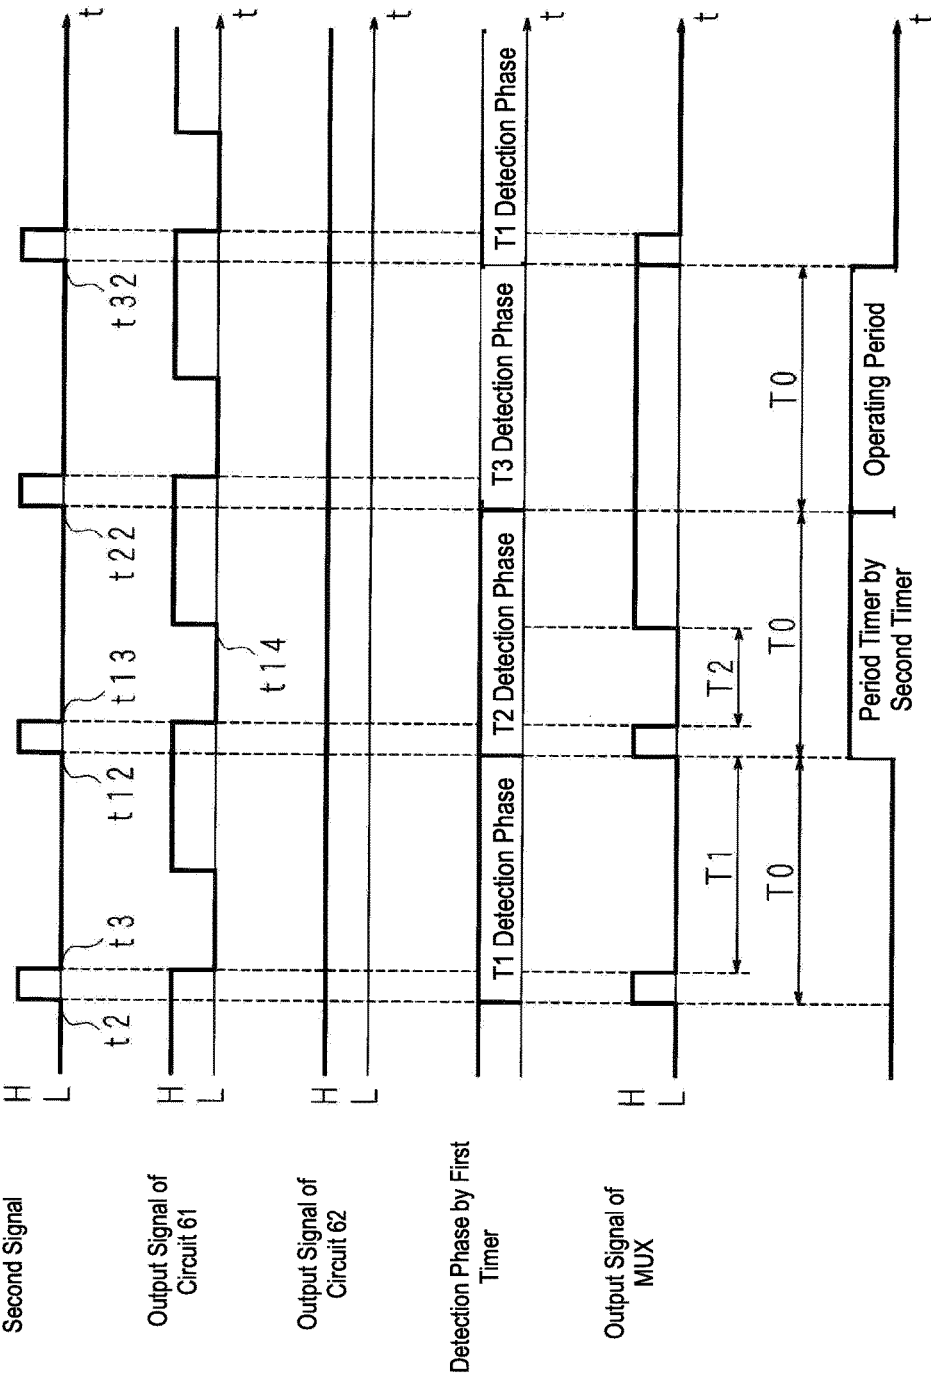 Second Signal
H
L
t2
t3
t12
t13
t22
t32
t
Output Signal of
Circuit 61
H
L
t14
t
Output Signal of
Circuit 62
H
L
t
Detection Phase by First
Timer
T1 Detection Phase
T2 Detection Phase
T3 Detection Phase
T1 Detection Phase
t
Output Signal of
MUX
H
L
t
T1
T2
T0
T0
T0
Period Timer by
Second Timer
Operating Period
t